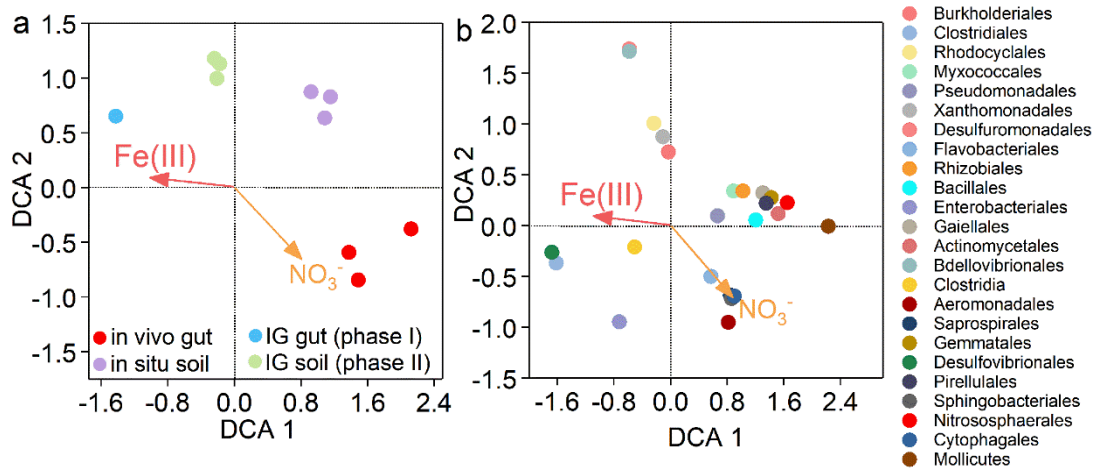 a
1.5
1.0
0.5
0.0
-0.5
-1.0
-1.5
DCA 2
Fe(III)
NO₃⁻
in vivo gut
IG gut (phase I)
in situ soil
IG soil (phase II)
-1.6 -0.8 0.0 0.8 1.6 2.4
DCA 1
b
2.0
1.5
1.0
0.5
0.0
-0.5
-1.0
-1.5
DCA 2
Fe(III)
NO₃⁻
-1.6 -0.8 0.0 0.8 1.6 2.4
DCA 1
Burkholderiales
Clostridiales
Rhodocyclales
Myxococcales
Pseudomonadales
Xanthomonadales
Desulfuromonadales
Flavobacteriales
Rhizobiales
Bacillales
Enterobacteriales
Gaiellales
Actinomycetales
Bdellovibrionales
Clostridia
Aeromonadales
Saprospirales
Gemmatales
Desulfovibrionales
Pirellulales
Sphingobacteriales
Nitrososphaerales
Cytophagales
Mollicutes